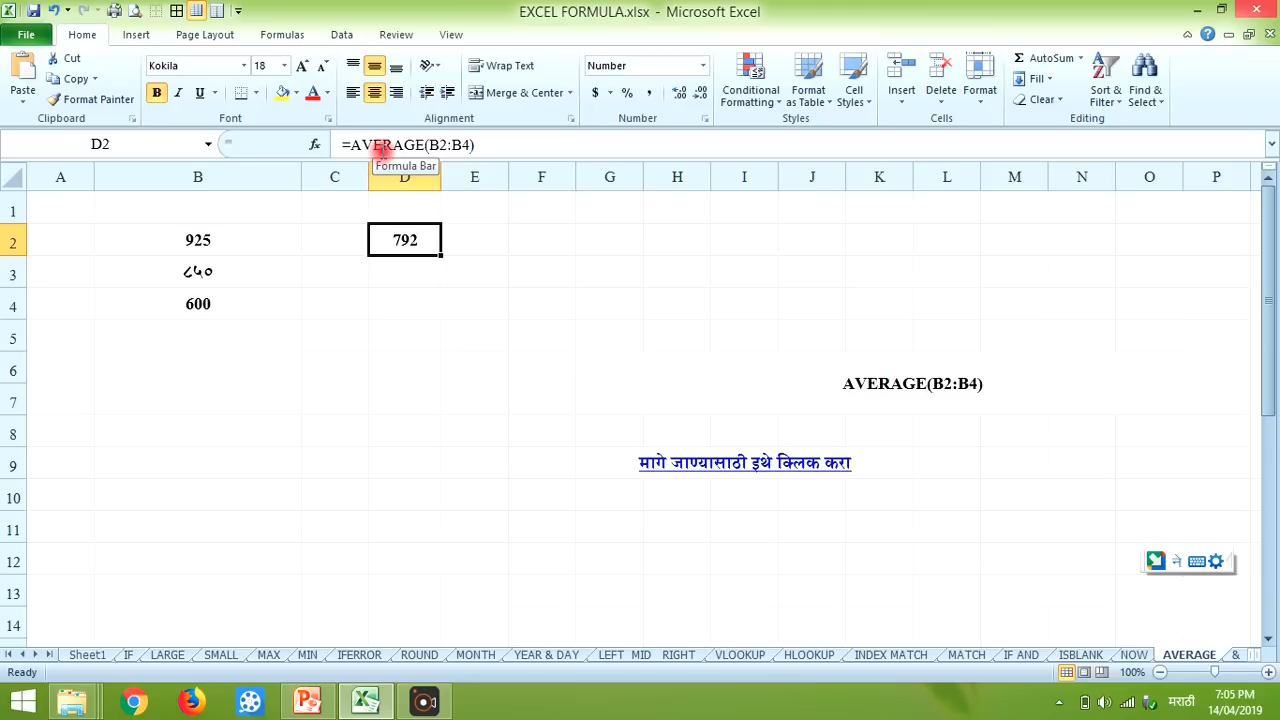 EXCEL FORMULA.xlsx - Microsoft Excel
File Home Insert Page Layout Formulas Data Review View
Paste
Cut
Copy
Format Painter
Clipboard
Kokila 18
B I U
Font
Wrap Text
Merge & Center
Alignment
Number
$ % ,
Number
Conditional Formatting
Format as Table
Cell Styles
Styles
Insert Delete Format
Cells
AutoSum
Fill
Clear
Sort & Filter
Find & Select
Editing
D2 fx =AVERAGE(B2:B4)
Formula Bar
A B C D E F G H I J K L M N O P
1
2 925 792
3 ८५०
4 600
5
6
AVERAGE(B2:B4)
7
8
9 मागे जाण्यासाठी इथे क्लिक करा
10
11
12 ने
13
14
Sheet1 IF LARGE SMALL MAX MIN IFERROR ROUND MONTH YEAR & DAY LEFT MID RIGHT VLOOKUP HLOOKUP INDEX MATCH MATCH IF AND ISBLANK NOW AVERAGE &
Ready 100%
मराठी
7:05 PM
14/04/2019